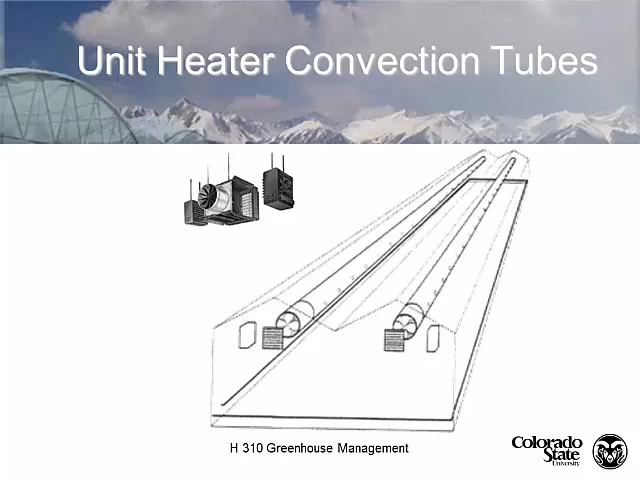 Unit Heater Convection Tubes
H 310 Greenhouse Management
Colorado
State
University